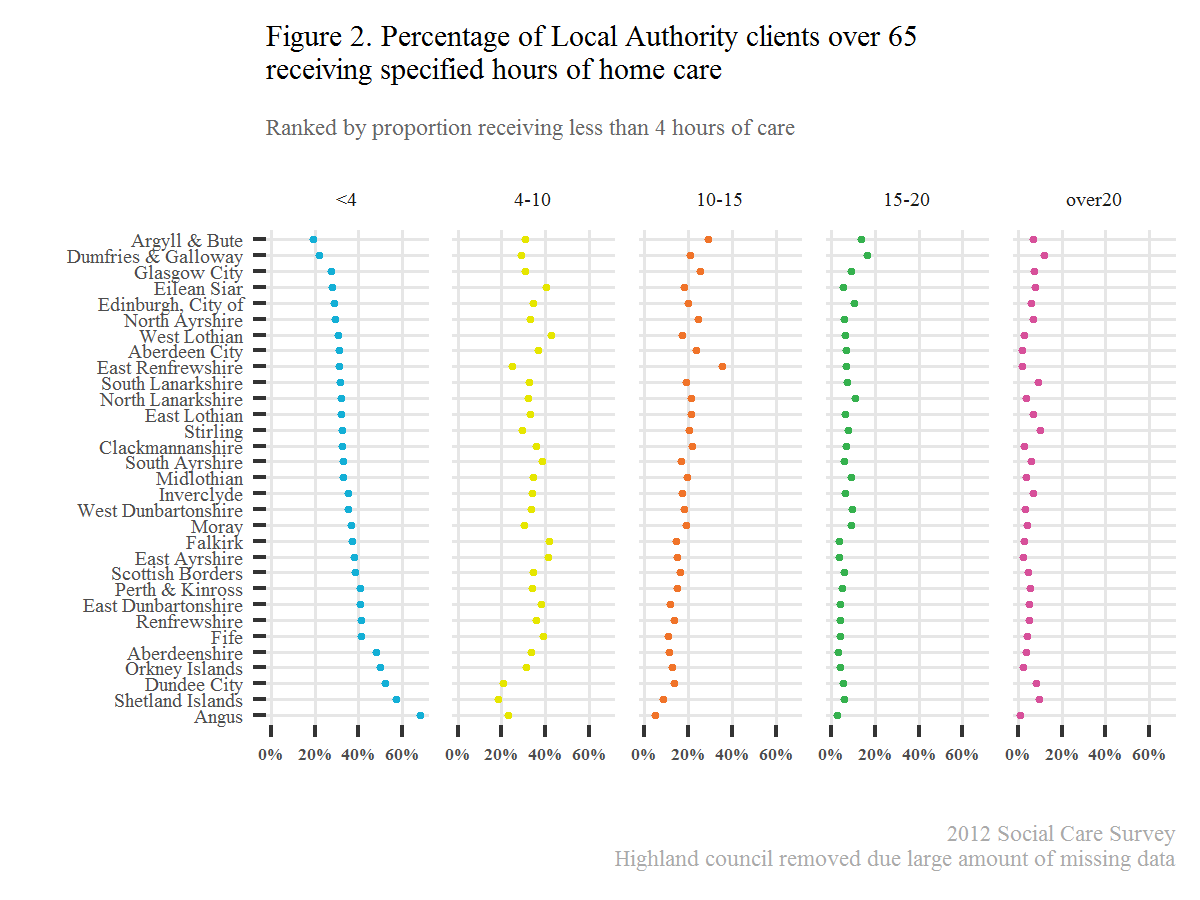 Figure 2. Percentage of Local Authority clients over 65
receiving specified hours of home care
Ranked by proportion receiving less than 4 hours of care
<4 4-10 10-15 15-20 over20
Argyll & Bute
Dumfries & Galloway
Glasgow City
Eilean Siar
Edinburgh, City of
North Ayrshire
West Lothian
Aberdeen City
East Renfrewshire
South Lanarkshire
North Lanarkshire
East Lothian
Stirling
Clackmannanshire
South Ayrshire
Midlothian
Inverclyde
West Dunbartonshire
Moray
Falkirk
East Ayrshire
Scottish Borders
Perth & Kinross
East Dunbartonshire
Renfrewshire
Fife
Aberdeenshire
Orkney Islands
Dundee City
Shetland Islands
Angus
0% 20% 40% 60% 0% 20% 40% 60% 0% 20% 40% 60% 0% 20% 40% 60% 0% 20% 40% 60%
2012 Social Care Survey
Highland council removed due large amount of missing data